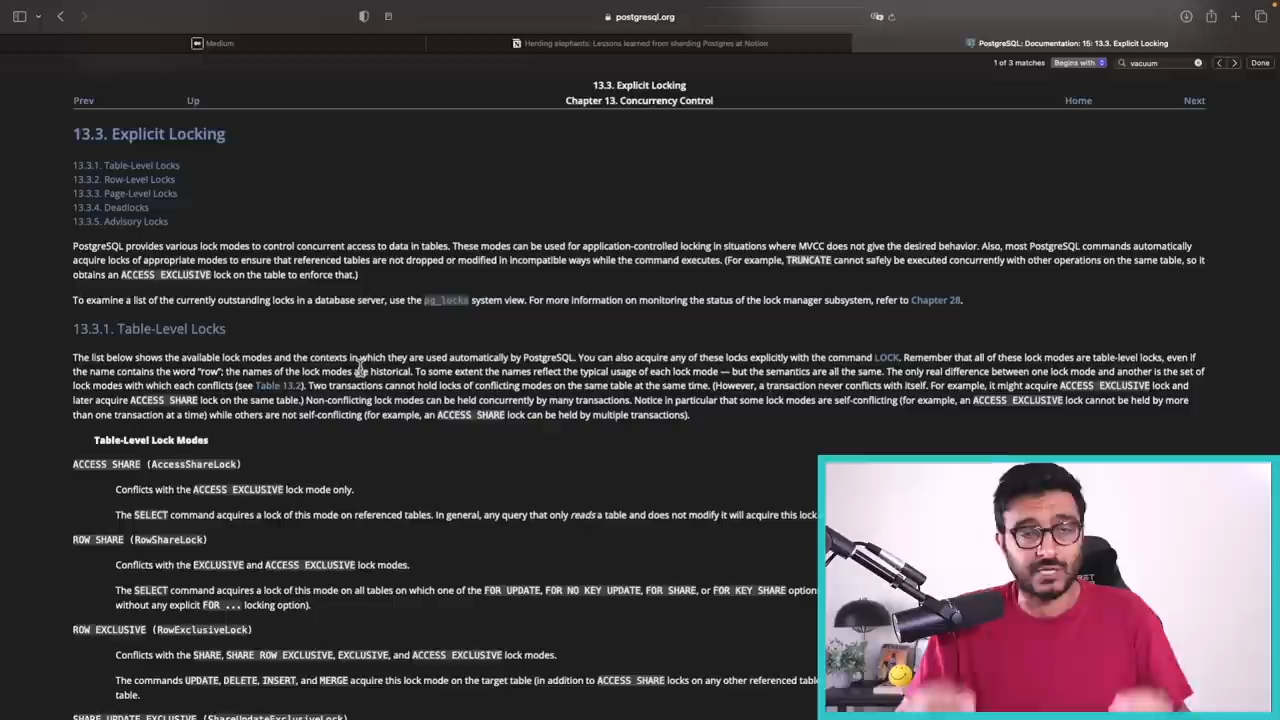 postgresql.org
Medium
Herding elephants: Lessons learned from sharding Postgres at Notion
PostgreSQL: Documentation: 15: 13.3. Explicit Locking
1 of 3 matches
Begins with
vacuum
Done
13.3. Explicit Locking
Prev
Up
Chapter 13. Concurrency Control
Home
Next
13.3. Explicit Locking
13.3.1. Table-Level Locks
13.3.2. Row-Level Locks
13.3.3. Page-Level Locks
13.3.4. Deadlocks
13.3.5. Advisory Locks
PostgreSQL provides various lock modes to control concurrent access to data in tables. These modes can be used for application-controlled locking in situations where MVCC does not give the desired behavior. Also, most PostgreSQL commands automatically
acquire locks of appropriate modes to ensure that referenced tables are not dropped or modified in incompatible ways while the command executes. (For example, TRUNCATE cannot safely be executed concurrently with other operations on the same table, so it
obtains an ACCESS EXCLUSIVE lock on the table to enforce that.)
To examine a list of the currently outstanding locks in a database server, use the pg_locks system view. For more information on monitoring the status of the lock manager subsystem, refer to Chapter 28.
13.3.1. Table-Level Locks
The list below shows the available lock modes and the contexts in which they are used automatically by PostgreSQL. You can also acquire any of these locks explicitly with the command LOCK. Remember that all of these lock modes are table-level locks, even if
the name contains the word "row"; the names of the lock modes are historical. To some extent the names reflect the typical usage of each lock mode — but the semantics are all the same. The only real difference between one lock mode and another is the set of
lock modes with which each conflicts (see Table 13.2). Two transactions cannot hold locks of conflicting modes on the same table at the same time. (However, a transaction never conflicts with itself. For example, it might acquire ACCESS EXCLUSIVE lock and
later acquire ACCESS SHARE lock on the same table.) Non-conflicting lock modes can be held concurrently by many transactions. Notice in particular that some lock modes are self-conflicting (for example, an ACCESS EXCLUSIVE lock cannot be held by more
than one transaction at a time) while others are not self-conflicting (for example, an ACCESS SHARE lock can be held by multiple transactions).
Table-Level Lock Modes
ACCESS SHARE (AccessShareLock)
Conflicts with the ACCESS EXCLUSIVE lock mode only.
The SELECT command acquires a lock of this mode on referenced tables. In general, any query that only reads a table and does not modify it will acquire this lock
ROW SHARE (RowShareLock)
Conflicts with the EXCLUSIVE and ACCESS EXCLUSIVE lock modes.
The SELECT command acquires a lock of this mode on all tables on which one of the FOR UPDATE, FOR NO KEY UPDATE, FOR SHARE, or FOR KEY SHARE options
without any explicit FOR ... locking option).
ROW EXCLUSIVE (RowExclusiveLock)
Conflicts with the SHARE, SHARE ROW EXCLUSIVE, EXCLUSIVE, and ACCESS EXCLUSIVE lock modes.
The commands UPDATE, DELETE, INSERT, and MERGE acquire this lock mode on the target table (in addition to ACCESS SHARE locks on any other referenced
table.
SHARE UPDATE EXCLUSIVE (ShareUpdateExclusiveLock)